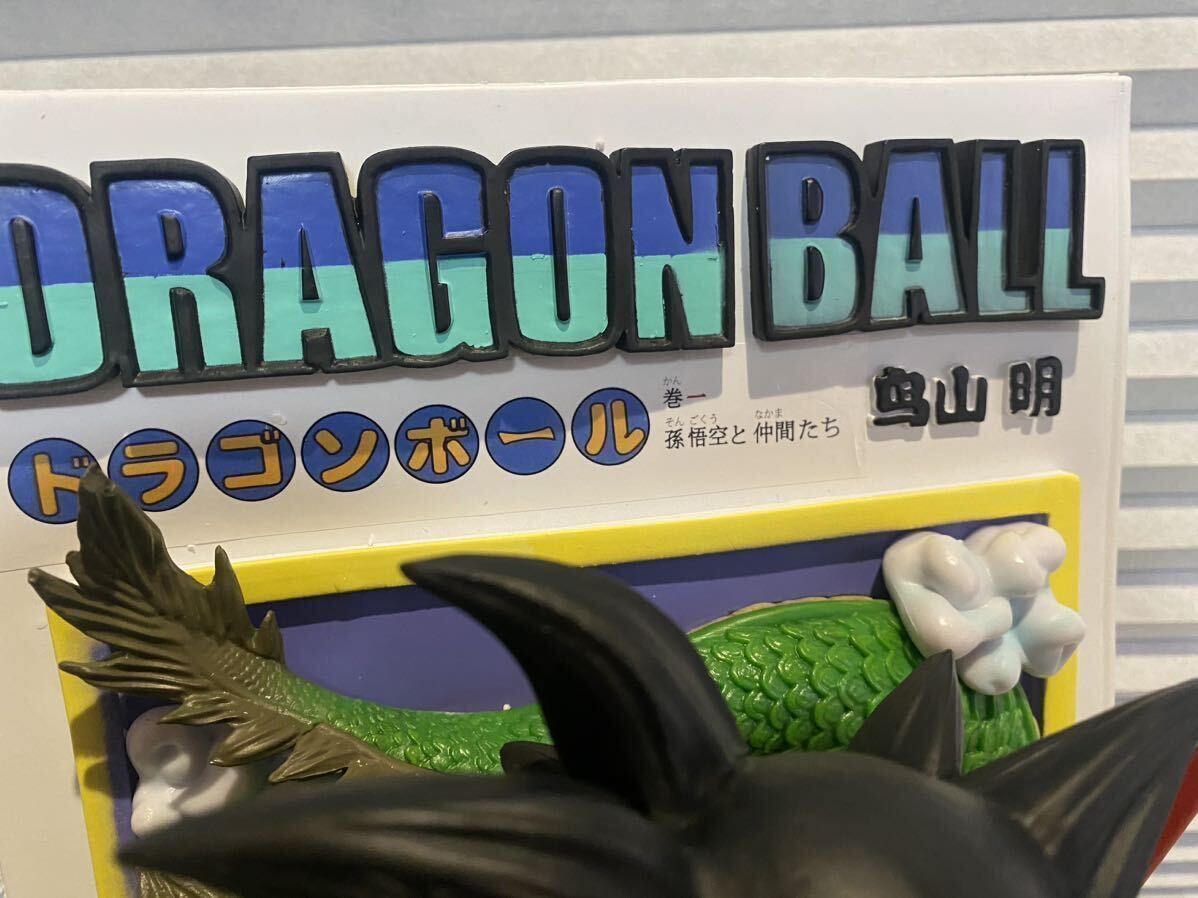 DRAGON BALL
ドラゴンボール
巻一
かん
孫悟空と仲間たち
そんごくう なかま
鸟山 明